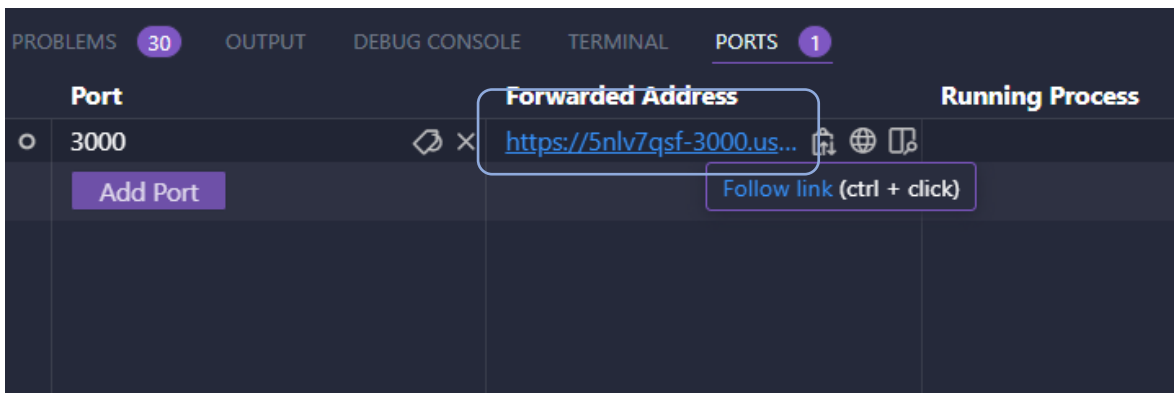 PROBLEMS 30 OUTPUT DEBUG CONSOLE TERMINAL PORTS 1
Port Forwarded Address Running Process
3000 https://5nlv7qsf-3000.us...
Add Port Follow link (ctrl + click)